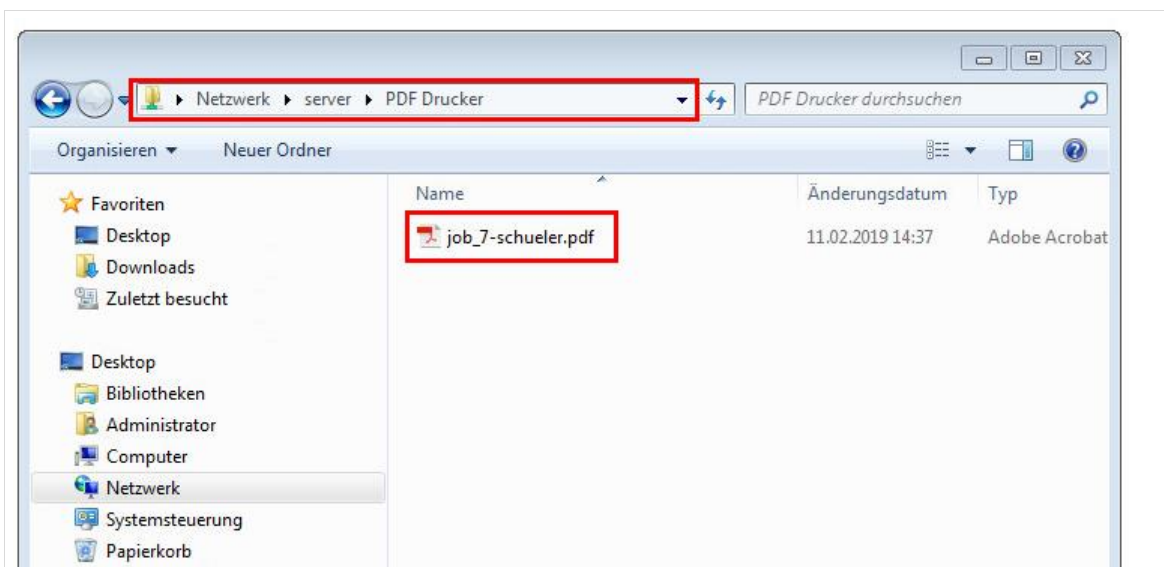 Netzwerk server PDF Drucker
PDF Drucker durchsuchen
Organisieren Neuer Ordner
Name Änderungsdatum Typ
job_7-schueler.pdf 11.02.2019 14:37 Adobe Acrobat
Favoriten
Desktop
Downloads
Zuletzt besucht
Desktop
Bibliotheken
Administrator
Computer
Netzwerk
Systemsteuerung
Papierkorb